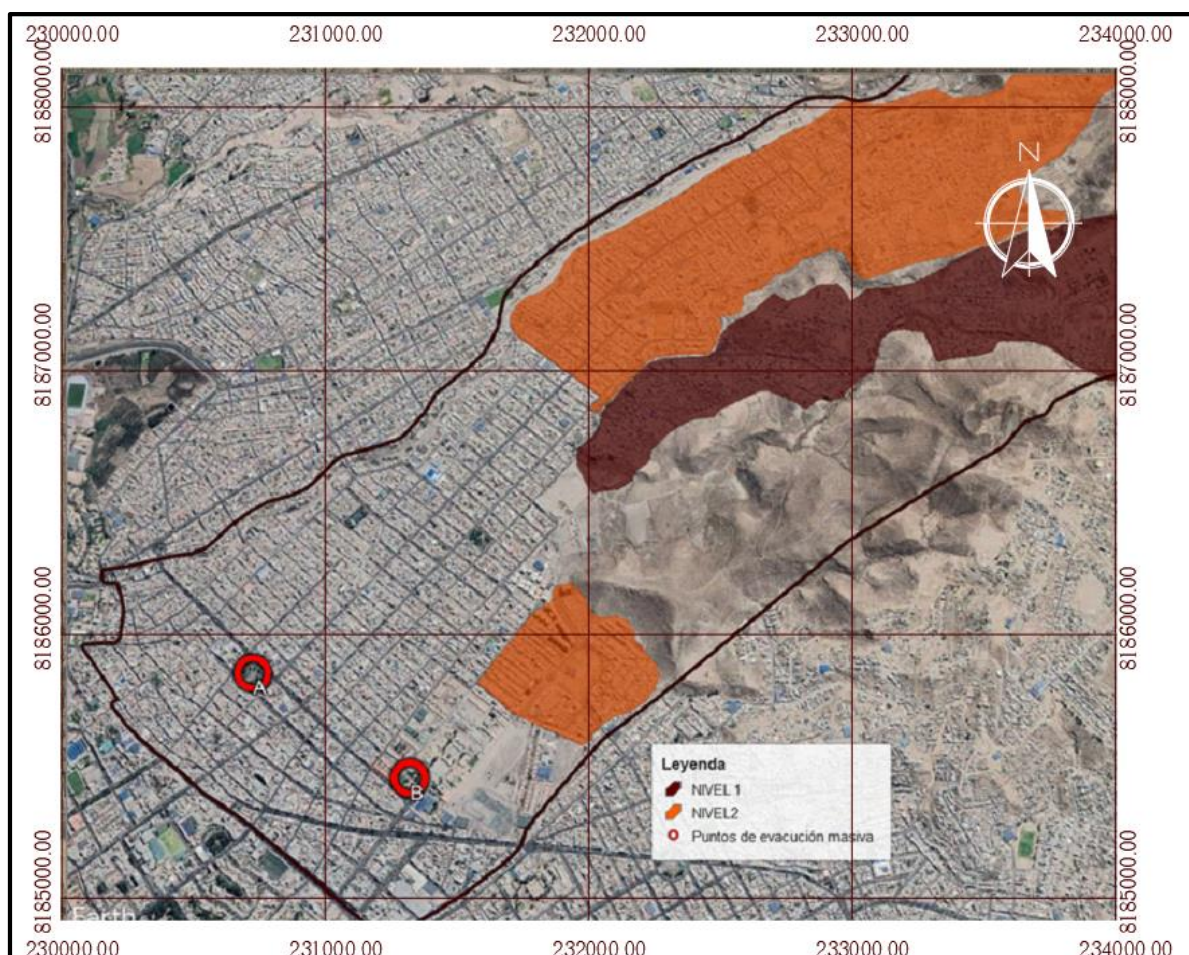 230000.00 231000.00 232000.00 233000.00 234000.00
8188000.00 8188000.00
N
8187000.00 8187000.00
8186000.00 8186000.00
A
B
Leyenda
NIVEL 1
NIVEL2
Puntos de evacución masiva
8185000.00 8185000.00
Earth
230000.00 231000.00 232000.00 233000.00 234000.00